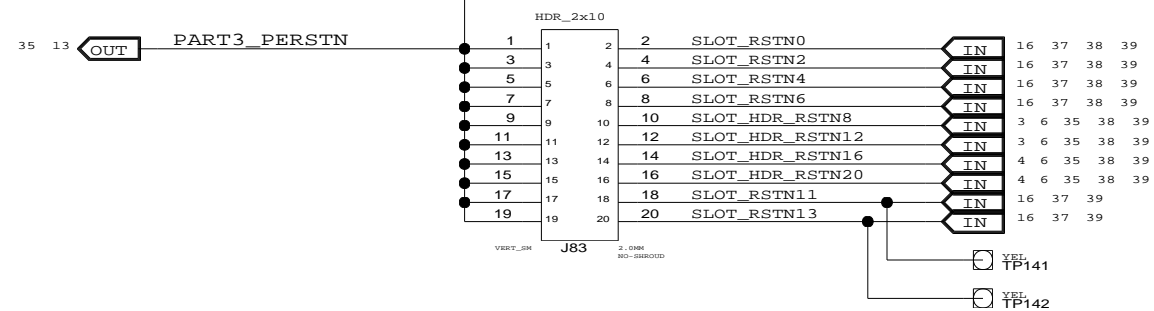 HDR_2x10
35 13 OUT PART3_PERSTN
1 1 2 2 SLOT_RSTN0 IN 16 37 38 39
3 3 4 4 SLOT_RSTN2 IN 16 37 38 39
5 5 6 6 SLOT_RSTN4 IN 16 37 38 39
7 7 8 8 SLOT_RSTN6 IN 16 37 38 39
9 9 10 10 SLOT_HDR_RSTN8 IN 3 6 35 38 39
11 11 12 12 SLOT_HDR_RSTN12 IN 3 6 35 38 39
13 13 14 14 SLOT_HDR_RSTN16 IN 4 6 35 38 39
15 15 16 16 SLOT_HDR_RSTN20 IN 4 6 35 38 39
17 17 18 18 SLOT_RSTN11 IN 16 37 39
19 19 20 20 SLOT_RSTN13 IN 16 37 39
VERT_SM J83 2.0MM
NO-SHROUD
YEL
TP141
YEL
TP142